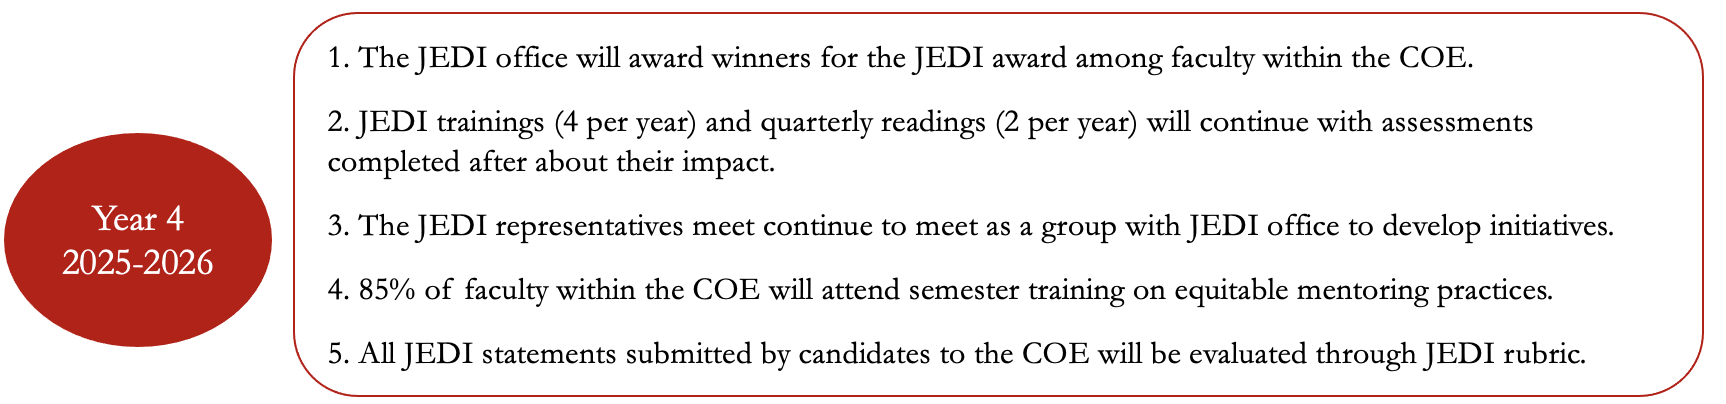 Year 4
2025-2026
1. The JEDI office will award winners for the JEDI award among faculty within the COE.
2. JEDI trainings (4 per year) and quarterly readings (2 per year) will continue with assessments
completed after about their impact.
3. The JEDI representatives meet continue to meet as a group with JEDI office to develop initiatives.
4. 85% of faculty within the COE will attend semester training on equitable mentoring practices.
5. All JEDI statements submitted by candidates to the COE will be evaluated through JEDI rubric.